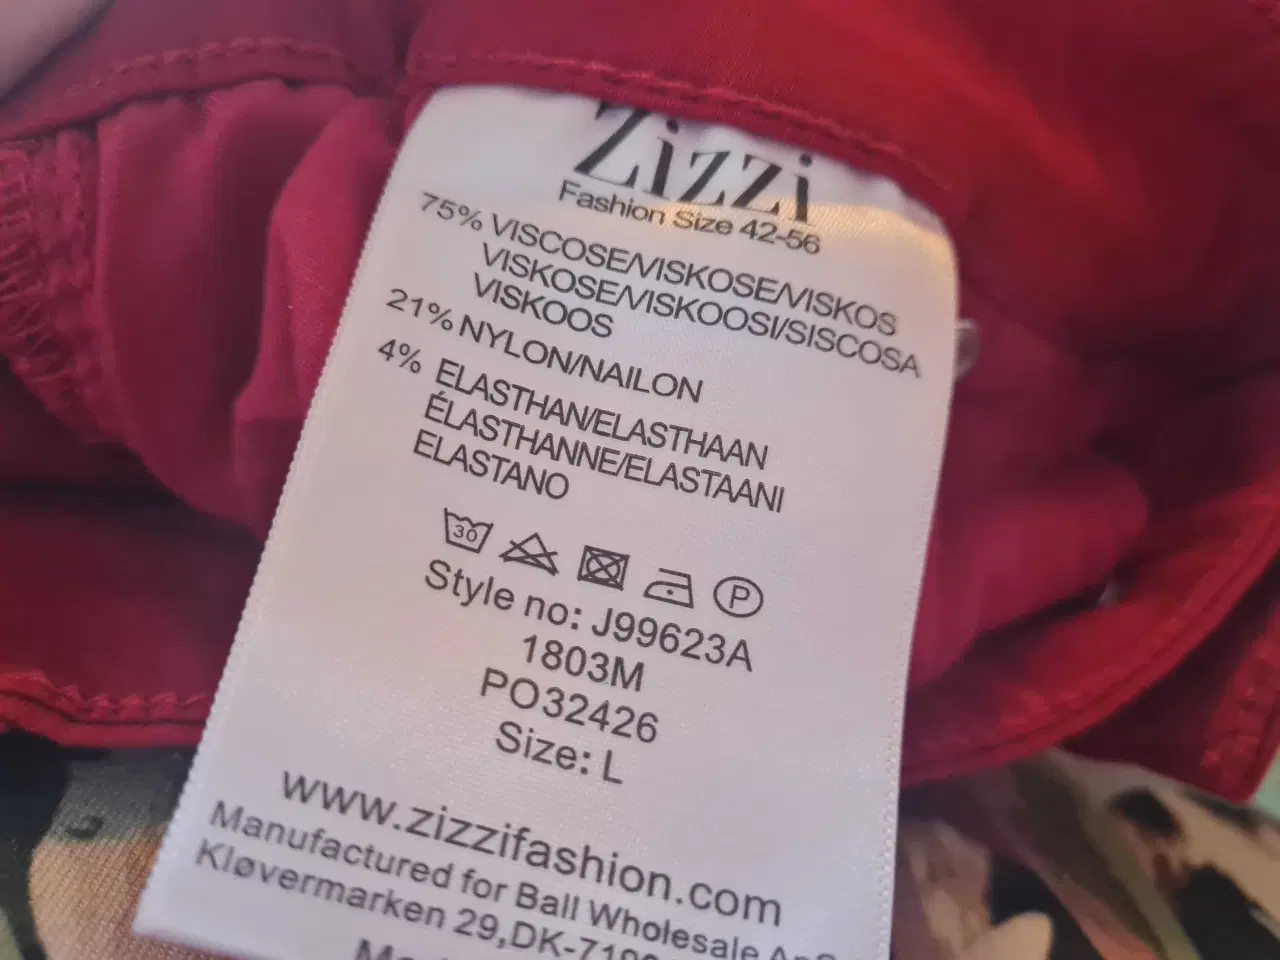 Zizzi
Fashion Size 42-56
75% VISCOSE/VISKOSE/VISKOS
VISKOSE/VISKOOSI/SISCOSA
VISKOOS
21% NYLON/NAILON
4% ELASTHAN/ELASTHAAN
ÉLASTHANNE/ELASTAANI
ELASTANO
30
P
Style no: J99623A
1803M
PO32426
Size: L
www.zizzifashion.com
Manufactured for Ball Wholesale ApS
Kløvermarken 29, DK-